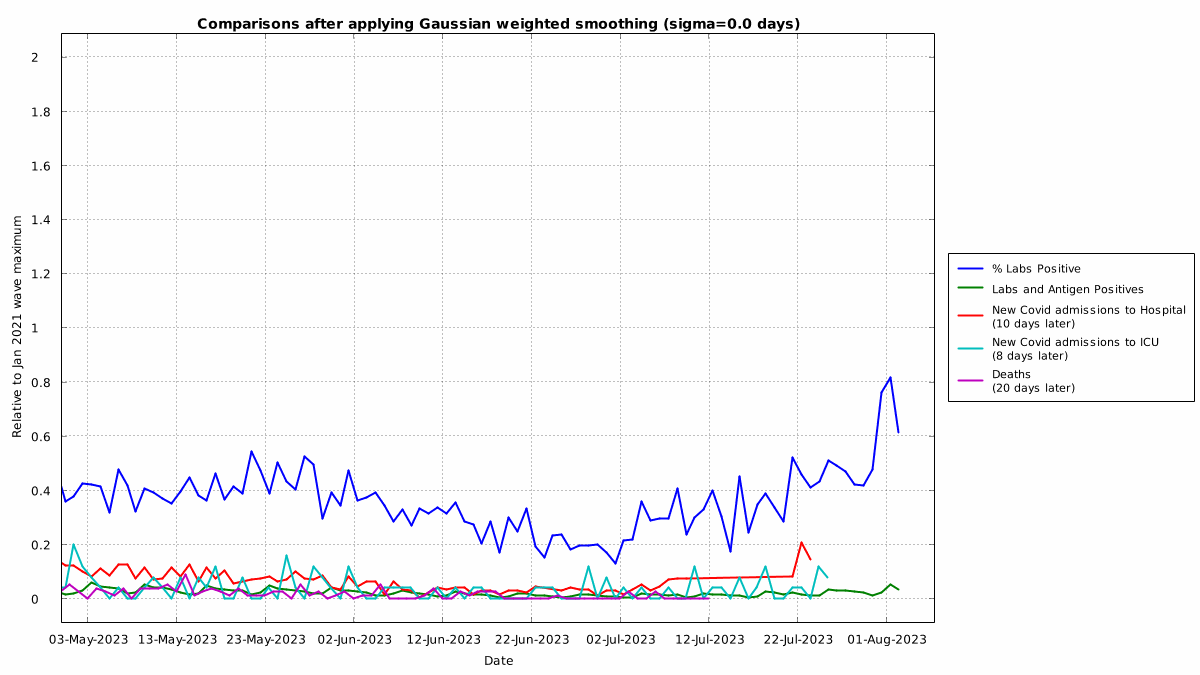 Comparisons after applying Gaussian weighted smoothing (sigma=0.0 days)
Relative to Jan 2021 wave maximum
2
1.8
1.6
1.4
1.2
1
0.8
0.6
0.4
0.2
0
03-May-2023 13-May-2023 23-May-2023 02-Jun-2023 12-Jun-2023 22-Jun-2023 02-Jul-2023 12-Jul-2023 22-Jul-2023 01-Aug-2023
Date
% Labs Positive
Labs and Antigen Positives
New Covid admissions to Hospital
(10 days later)
New Covid admissions to ICU
(8 days later)
Deaths
(20 days later)